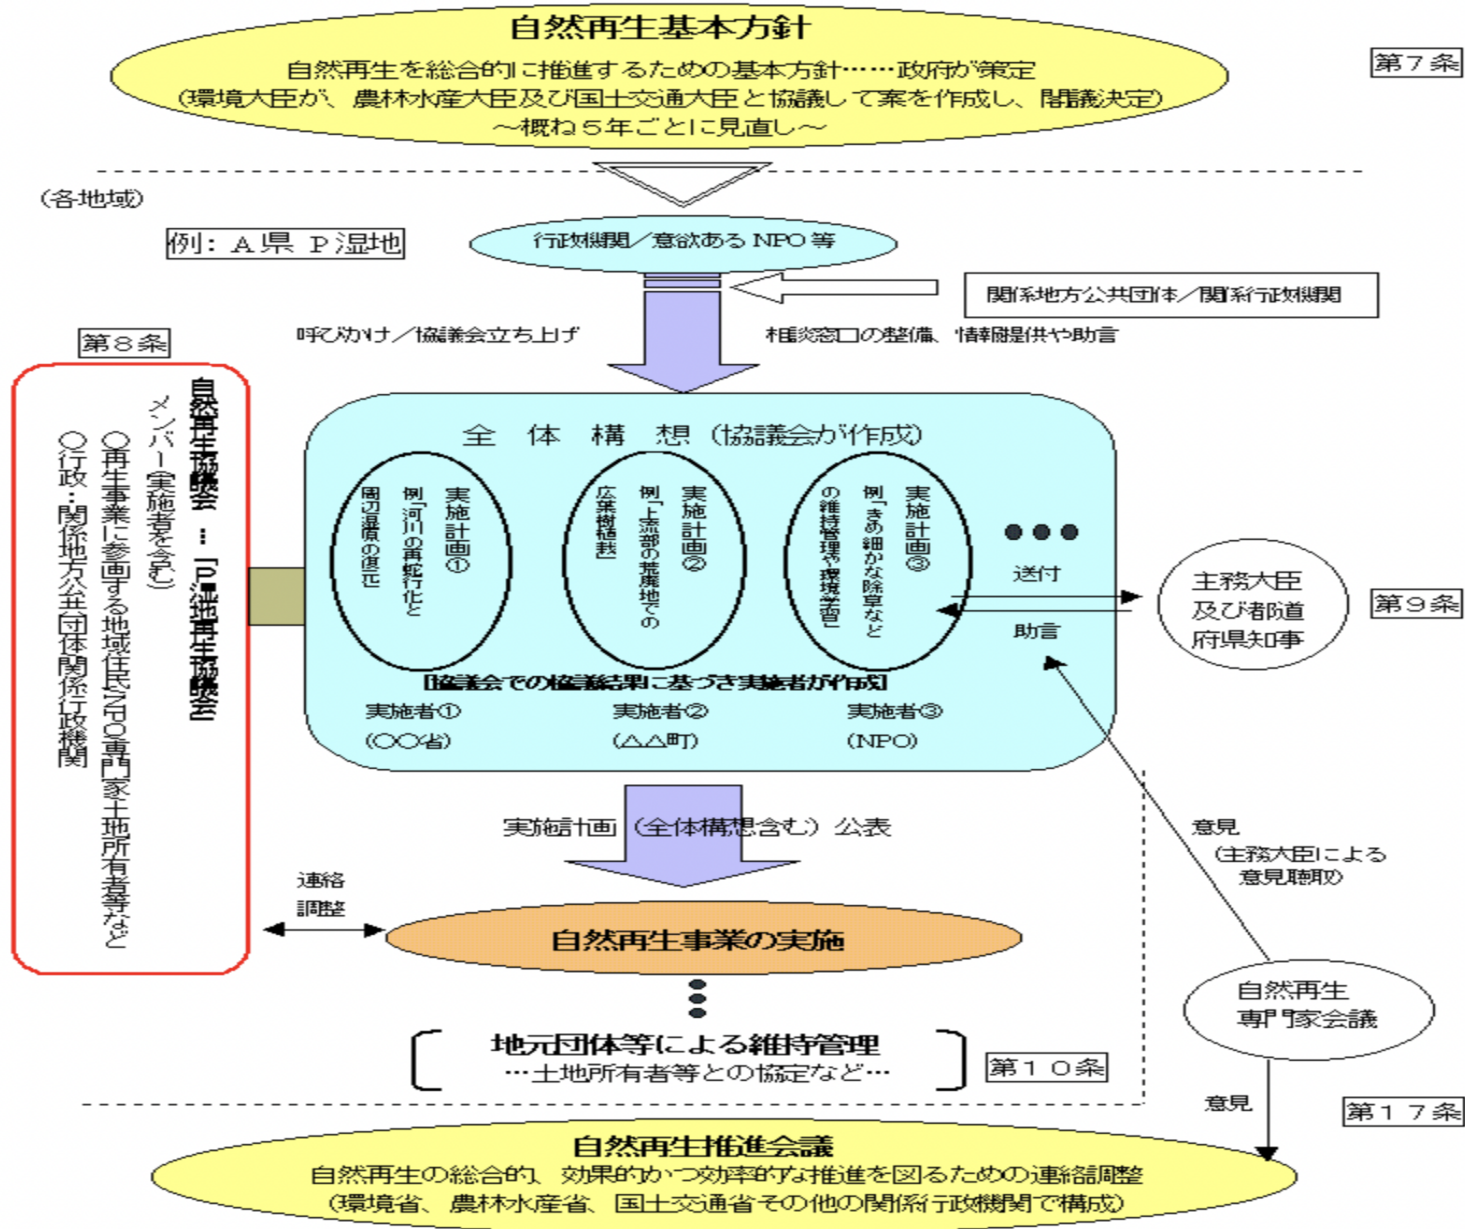 自然再生基本方針
自然再生を総合的に推進するための基本方針……政府が策定
(環境大臣が、農林水産大臣及び国土交通大臣と協議して案を作成し、閣議決定)
～概ね５年ごとに見直し～
第７条
(各地域)
例：Ａ県 Ｐ湿地
行政機関／意欲ある NPO 等
関係地方公共団体／関係行政機関
呼びかけ／協議会立ち上げ
相談窓口の整備、情報提供や助言
第８条
自然再生協議会 … 「Ｐ湿地再生協議会」
メンバー(実施者を含む)
○再生事業に参画する地域住民/NPO/専門家/土地所有者等など
○行政…関係地方公共団体/関係行政機関
全 体 構 想 (協議会が作成)
実施計画①
例「河川の再蛇行化と
周辺湿原の復元」
実施計画②
例「上流部の荒廃地での
広葉樹植栽」
実施計画③
例「きめ細かな除草など
の維持管理や環境学習」
●●●
送付
助言
主務大臣
及び都道
府県知事
第９条
[協議会での協議結果に基づき実施者が作成]
実施者①
(○○省)
実施者②
(△△町)
実施者③
(NPO)
実施計画（全体構想含む）公表
意見
(主務大臣による
意見聴取)
連絡
調整
自然再生事業の実施
自然再生
専門家会議
地元団体等による維持管理
…土地所有者等との協定など…
第１０条
意見
第１７条
自然再生推進会議
自然再生の総合的、効果的かつ効率的な推進を図るための連絡調整
(環境省、農林水産省、国土交通省その他の関係行政機関で構成)